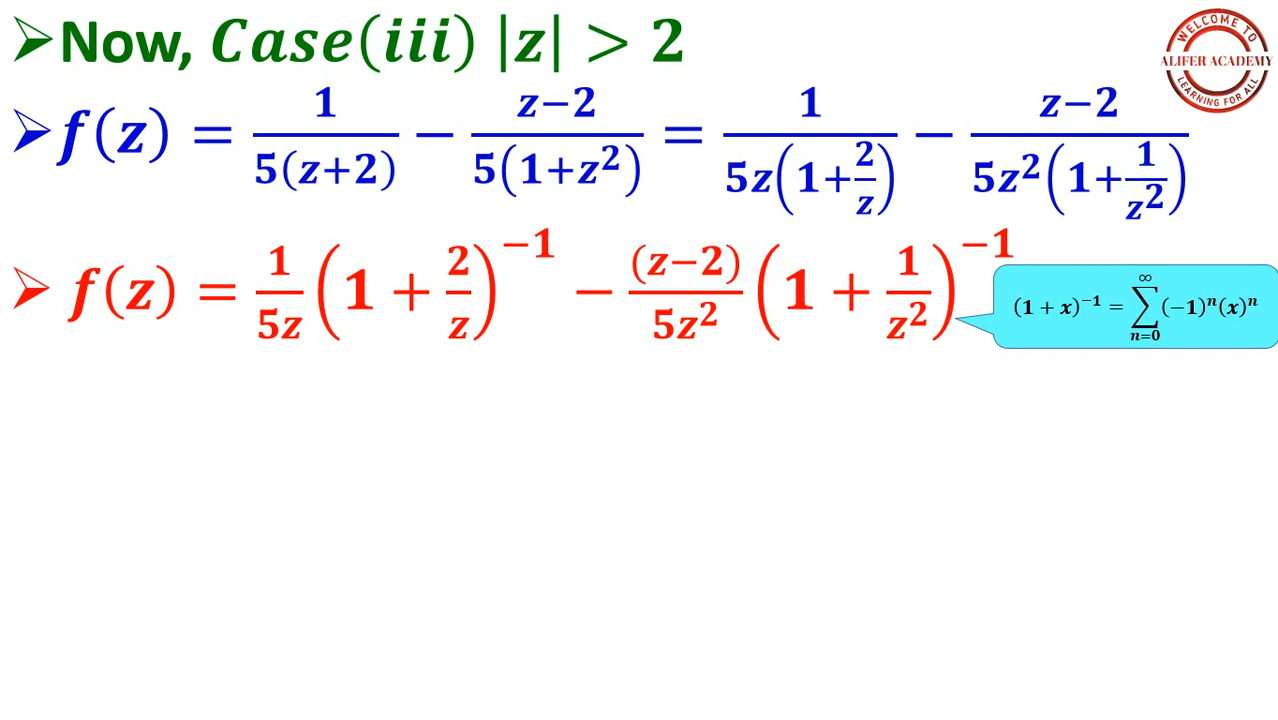 ➢Now, Case(iii) |z| > 2
WELCOME TO
ALIFER ACADEMY
LEARNING FOR ALL
➢f(z) = 1/(5(z+2)) − (z−2)/(5(1+z²)) = 1/(5z(1+2/z)) − (z−2)/(5z²(1+1/z²))
➢ f(z) = 1/(5z) (1 + 2/z)⁻¹ − (z−2)/(5z²) (1 + 1/z²)⁻¹
(1 + x)⁻¹ = ∑_{n=0}^{∞} (−1)ⁿ(x)ⁿ